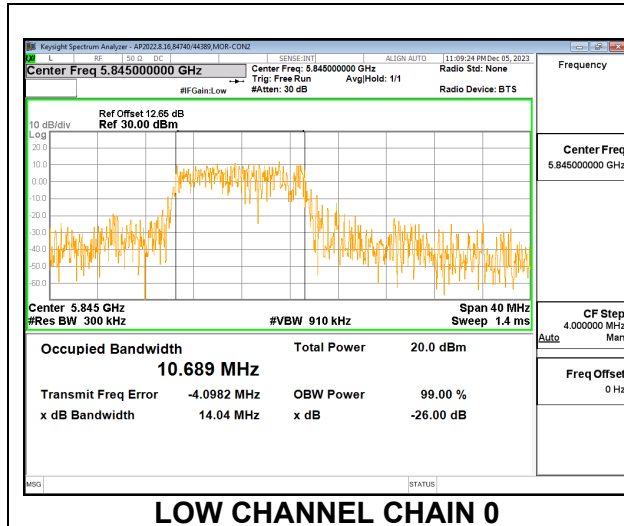 Keysight Spectrum Analyzer - AP2022.8.16,84740/44389,MOR-CON2
L RF 50 Ω DC SENSE:INT ALIGN AUTO 11:09:24 PM Dec 05, 2023
Center Freq 5.845000000 GHz
Center Freq: 5.845000000 GHz Radio Std: None
Trig: Free Run Avg|Hold: 1/1
#IFGain:Low #Atten: 30 dB Radio Device: BTS
Frequency
Ref Offset 12.65 dB
10 dB/div Ref 30.00 dBm
Log
20.0
10.0
0.00
-10.0
-20.0
-30.0
-40.0
-50.0
-60.0
Center 5.845 GHz Span 40 MHz
#Res BW 300 kHz #VBW 910 kHz Sweep 1.4 ms
Center Freq
5.845000000 GHz
CF Step
4.000000 MHz
Auto Man
Freq Offset
0 Hz
Occupied Bandwidth Total Power 20.0 dBm
10.689 MHz
Transmit Freq Error -4.0982 MHz OBW Power 99.00 %
x dB Bandwidth 14.04 MHz x dB -26.00 dB
MSG STATUS
LOW CHANNEL CHAIN 0